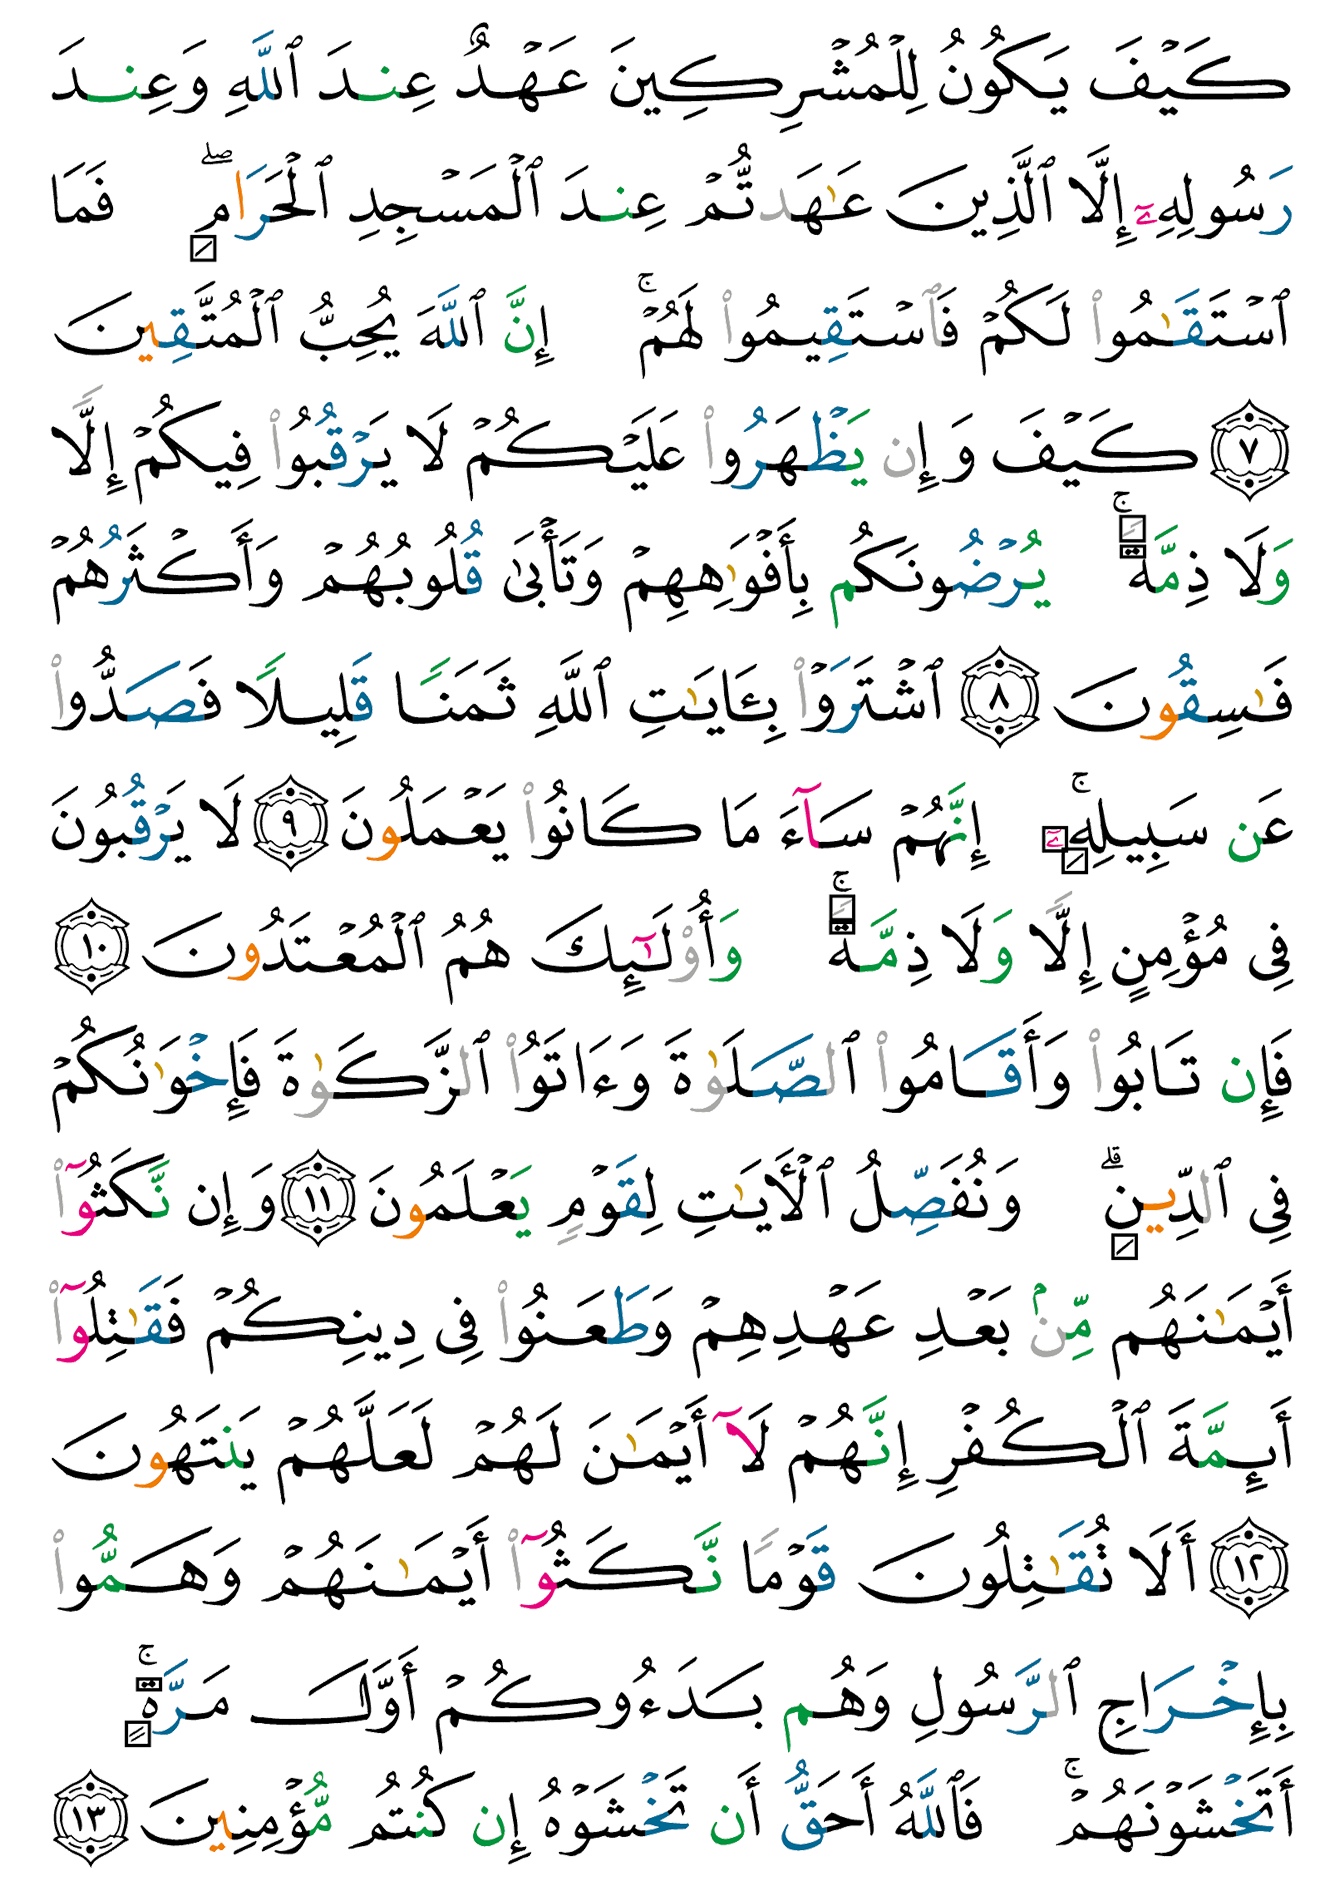 كَيْفَ يَكُونُ لِلْمُشْرِكِينَ عَهْدٌ عِندَ ٱللَّهِ وَعِندَ
رَسُولِهِۦٓ إِلَّا ٱلَّذِينَ عَـٰهَدتُّمْ عِندَ ٱلْمَسْجِدِ ٱلْحَرَامِ ۖ فَمَا
ٱسْتَقَـٰمُوا۟ لَكُمْ فَٱسْتَقِيمُوا۟ لَهُمْ ۚ إِنَّ ٱللَّهَ يُحِبُّ ٱلْمُتَّقِينَ
٧ كَيْفَ وَإِن يَظْهَرُوا۟ عَلَيْكُمْ لَا يَرْقُبُوا۟ فِيكُمْ إِلًّا
وَلَا ذِمَّةً ۚ يُرْضُونَكُم بِأَفْوَٰهِهِمْ وَتَأْبَىٰ قُلُوبُهُمْ وَأَكْثَرُهُمْ
فَـٰسِقُونَ ٨ ٱشْتَرَوْا۟ بِـَٔايَـٰتِ ٱللَّهِ ثَمَنًا قَلِيلًا فَصَدُّوا۟
عَن سَبِيلِهِۦٓ ۚ إِنَّهُمْ سَآءَ مَا كَانُوا۟ يَعْمَلُونَ ٩ لَا يَرْقُبُونَ
فِى مُؤْمِنٍ إِلًّا وَلَا ذِمَّةً ۚ وَأُو۟لَـٰٓئِكَ هُمُ ٱلْمُعْتَدُونَ ١٠
فَإِن تَابُوا۟ وَأَقَامُوا۟ ٱلصَّلَوٰةَ وَءَاتَوُا۟ ٱلزَّكَوٰةَ فَإِخْوَٰنُكُمْ
فِى ٱلدِّينِ ۗ وَنُفَصِّلُ ٱلْـَٔايَـٰتِ لِقَوْمٍ يَعْلَمُونَ ١١ وَإِن نَّكَثُوٓا۟
أَيْمَـٰنَهُم مِّنۢ بَعْدِ عَهْدِهِمْ وَطَعَنُوا۟ فِى دِينِكُمْ فَقَـٰتِلُوٓا۟
أَئِمَّةَ ٱلْكُفْرِ إِنَّهُمْ لَآ أَيْمَـٰنَ لَهُمْ لَعَلَّهُمْ يَنتَهُونَ
١٢ أَلَا تُقَـٰتِلُونَ قَوْمًا نَّكَثُوٓا۟ أَيْمَـٰنَهُمْ وَهَمُّوا۟
بِإِخْرَاجِ ٱلرَّسُولِ وَهُم بَدَءُوكُمْ أَوَّلَ مَرَّةٍ ۚ
أَتَخْشَوْنَهُمْ ۚ فَٱللَّهُ أَحَقُّ أَن تَخْشَوْهُ إِن كُنتُم مُّؤْمِنِينَ ١٣